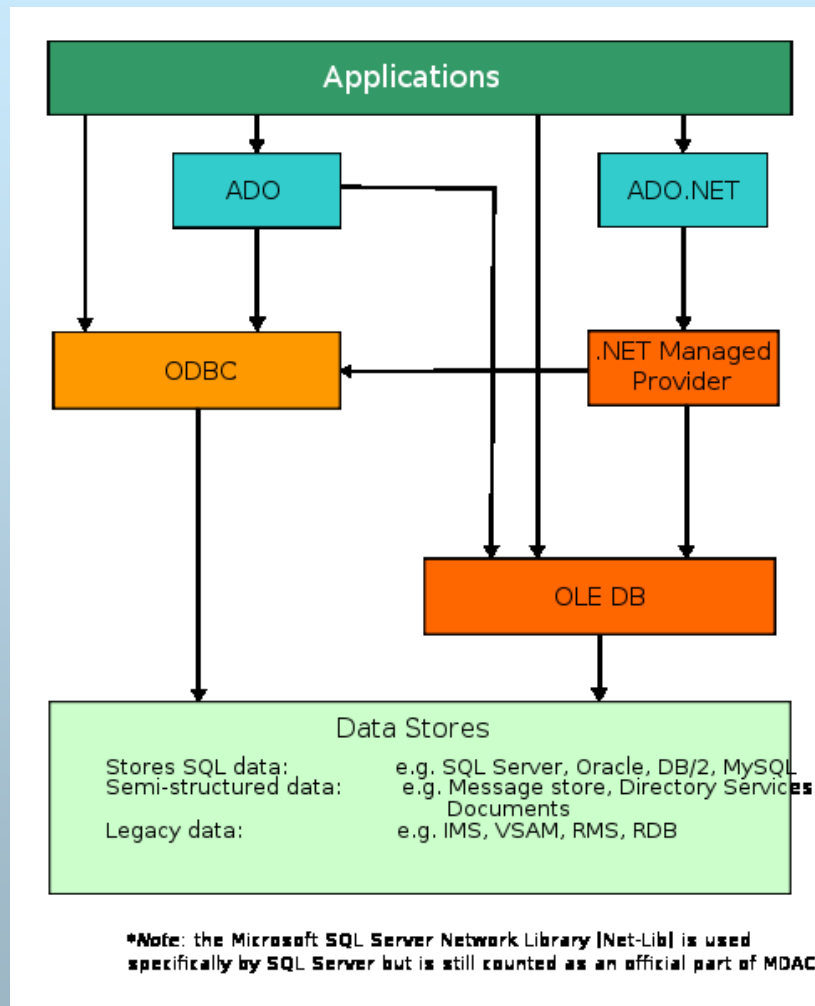 Applications
ADO
ADO.NET
ODBC
.NET Managed
Provider
OLE DB
Data Stores
Stores SQL data: e.g. SQL Server, Oracle, DB/2, MySQL
Semi-structured data: e.g. Message store, Directory Services
Documents
Legacy data: e.g. IMS, VSAM, RMS, RDB
*Note: the Microsoft SQL Server Network Library |Net-Lib| is used
specifically by SQL Server but is still counted as an official part of MDAC